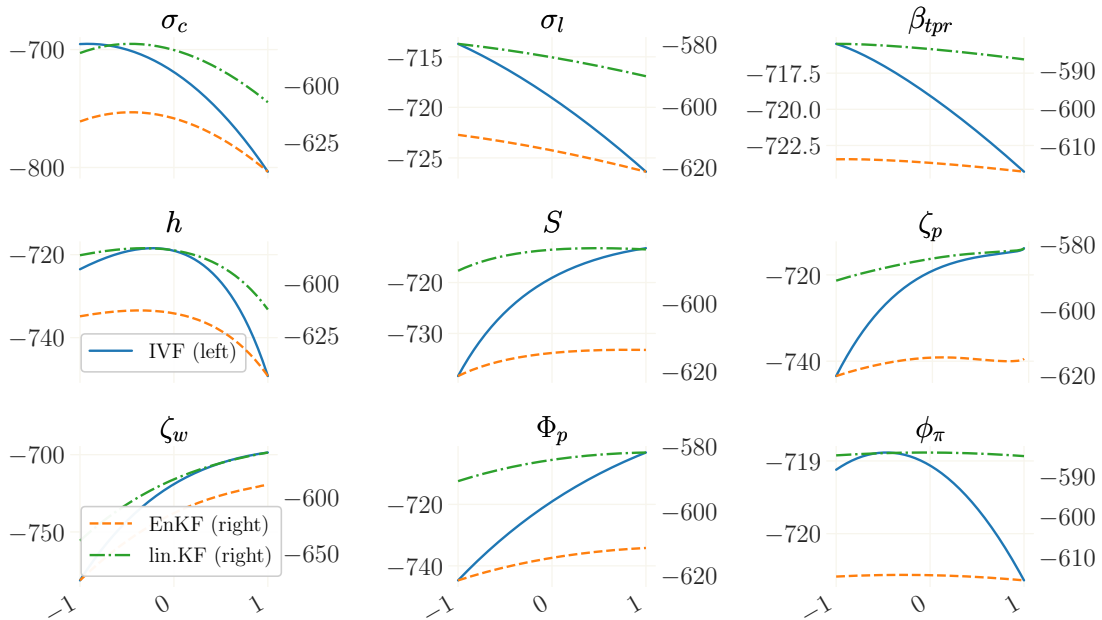 σ_c σ_l β_tpr
−700 −800 −600 −625 −715 −720 −725 −580 −600 −620 −717.5 −720.0 −722.5 −590 −600 −610
h S ζ_p
−720 −740 −600 −625 −720 −730 −600 −620 −720 −740 −580 −600 −620
IVF (left)
ζ_w Φ_p ϕ_π
−700 −750 −600 −650 −720 −740 −580 −600 −620 −719 −720 −590 −600 −610
EnKF (right)
lin.KF (right)
−1 0 1 −1 0 1 −1 0 1